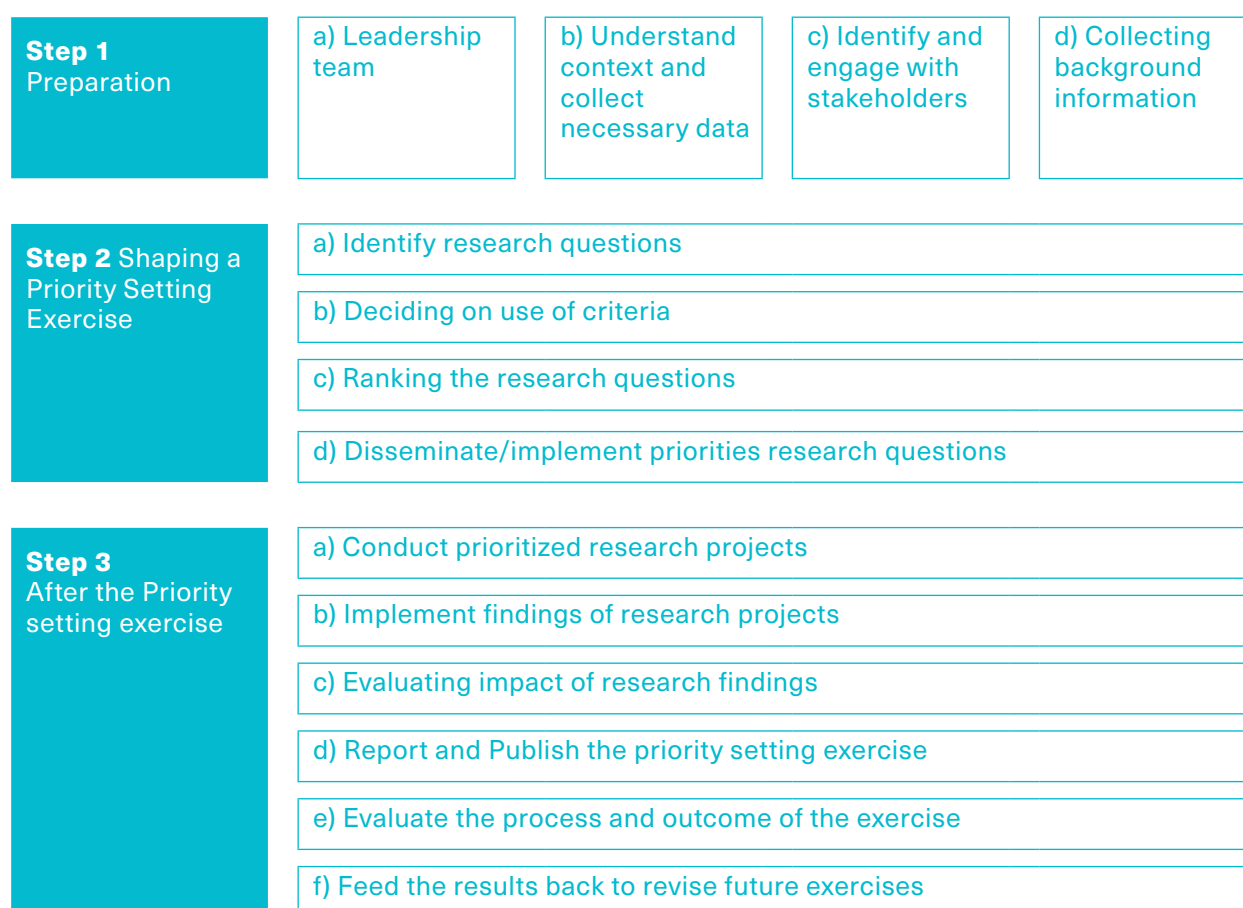 Step 1
Preparation
a) Leadership
team
b) Understand
context and
collect
necessary data
c) Identify and
engage with
stakeholders
d) Collecting
background
information
Step 2 Shaping a
Priority Setting
Exercise
a) Identify research questions
b) Deciding on use of criteria
c) Ranking the research questions
d) Disseminate/implement priorities research questions
Step 3
After the Priority
setting exercise
a) Conduct prioritized research projects
b) Implement findings of research projects
c) Evaluating impact of research findings
d) Report and Publish the priority setting exercise
e) Evaluate the process and outcome of the exercise
f) Feed the results back to revise future exercises